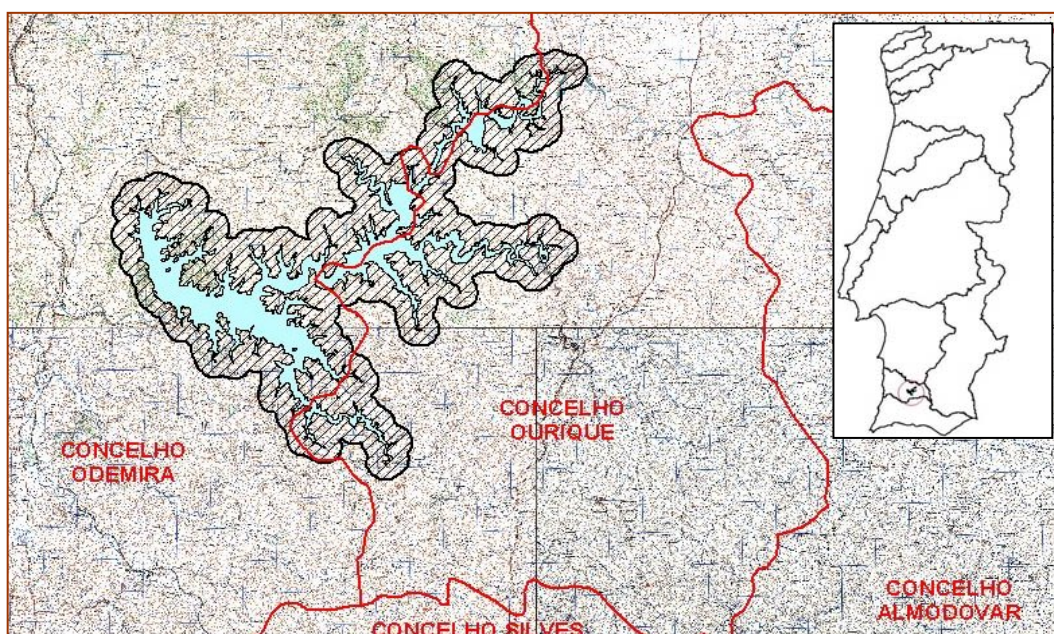 CONCELHO
OURIQUE
CONCELHO
ODEMIRA
CONCELHO
ALMODOVAR
CONCELHO SILVES